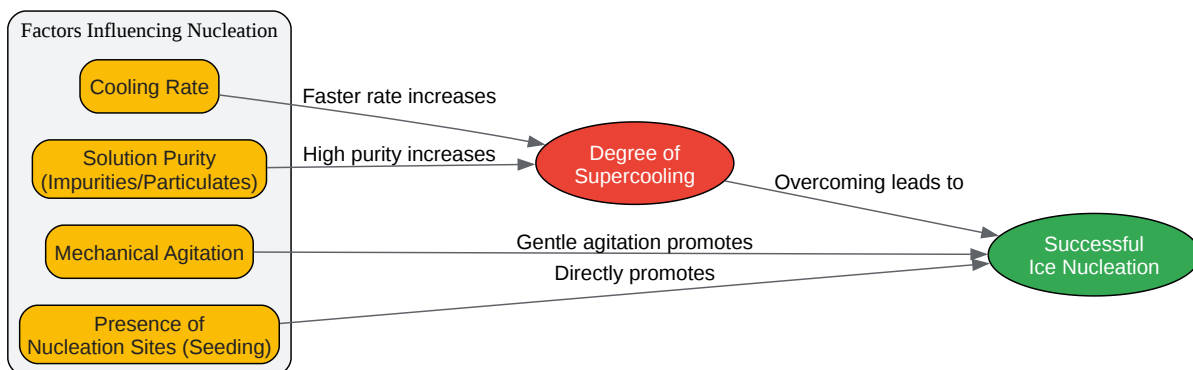 Factors Influencing Nucleation
Cooling Rate
Faster rate increases
Solution Purity
(Impurities/Particulates)
High purity increases
Degree of
Supercooling
Overcoming leads to
Mechanical Agitation
Gentle agitation promotes
Successful
Ice Nucleation
Directly promotes
Presence of
Nucleation Sites (Seeding)